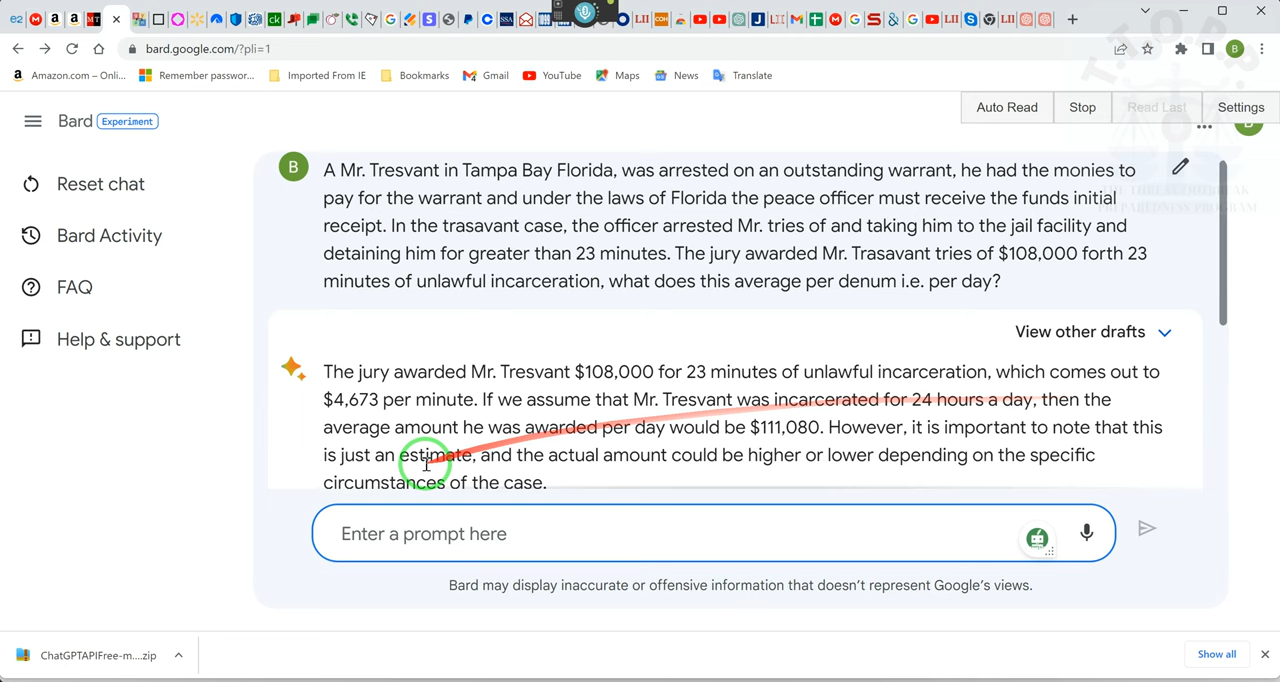 bard.google.com/?pli=1
B
Amazon.com – Onli...
Remember passwor...
Imported From IE
Bookmarks
Gmail
YouTube
Maps
News
Translate
Auto Read
Stop
Read Last
Settings
Bard Experiment
Reset chat
Bard Activity
FAQ
Help & support
B
A Mr. Tresvant in Tampa Bay Florida, was arrested on an outstanding warrant, he had the monies to
pay for the warrant and under the laws of Florida the peace officer must receive the funds initial
receipt. In the trasavant case, the officer arrested Mr. tries of and taking him to the jail facility and
detaining him for greater than 23 minutes. The jury awarded Mr. Trasavant tries of $108,000 forth 23
minutes of unlawful incarceration, what does this average per denum i.e. per day?
View other drafts
The jury awarded Mr. Tresvant $108,000 for 23 minutes of unlawful incarceration, which comes out to
$4,673 per minute. If we assume that Mr. Tresvant was incarcerated for 24 hours a day, then the
average amount he was awarded per day would be $111,080. However, it is important to note that this
is just an estimate, and the actual amount could be higher or lower depending on the specific
circumstances of the case.
Enter a prompt here
Bard may display inaccurate or offensive information that doesn't represent Google's views.
ChatGPTAPIFree-m....zip
Show all